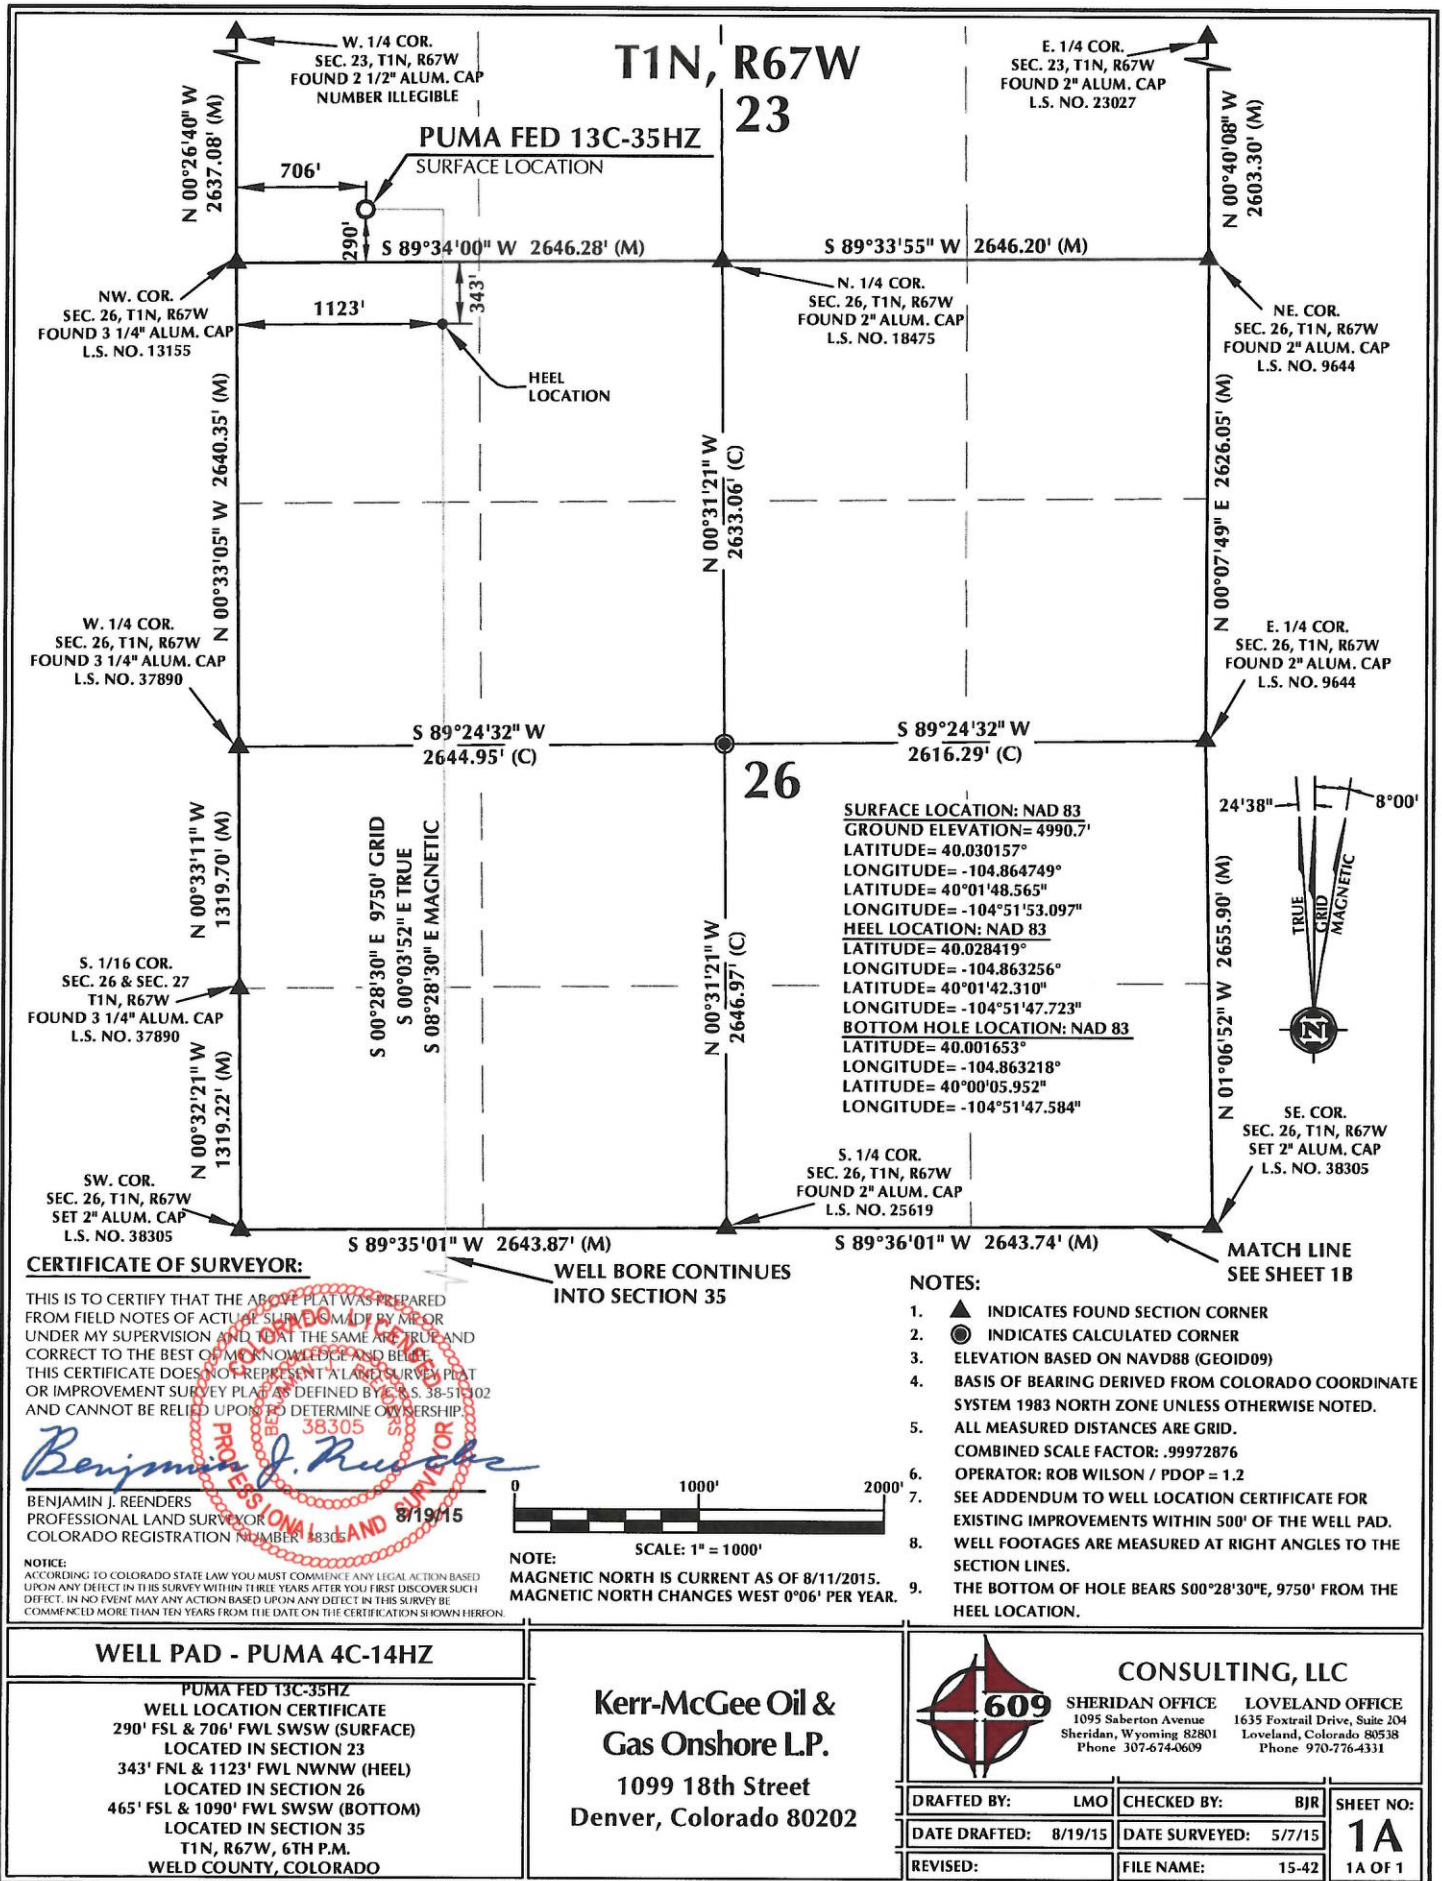 W. 1/4 COR.
SEC. 23, T1N, R67W
FOUND 2 1/2" ALUM. CAP
NUMBER ILLEGIBLE
T1N, R67W
23
E. 1/4 COR.
SEC. 23, T1N, R67W
FOUND 2" ALUM. CAP
L.S. NO. 23027
N 00°26'40" W
2637.08' (M)
N 00°40'08" W
2603.30' (M)
PUMA FED 13C-35HZ
SURFACE LOCATION
706'
290'
S 89°34'00" W 2646.28' (M)
S 89°33'55" W 2646.20' (M)
NW. COR.
SEC. 26, T1N, R67W
FOUND 3 1/4" ALUM. CAP
L.S. NO. 13155
1123'
343'
N. 1/4 COR.
SEC. 26, T1N, R67W
FOUND 2" ALUM. CAP
L.S. NO. 18475
NE. COR.
SEC. 26, T1N, R67W
FOUND 2" ALUM. CAP
L.S. NO. 9644
HEEL
LOCATION
N 00°33'05" W 2640.35' (M)
N 00°31'21" W
2633.06' (C)
N 00°07'49" E 2626.05' (M)
W. 1/4 COR.
SEC. 26, T1N, R67W
FOUND 3 1/4" ALUM. CAP
L.S. NO. 37890
E. 1/4 COR.
SEC. 26, T1N, R67W
FOUND 2" ALUM. CAP
L.S. NO. 9644
S 89°24'32" W
2644.95' (C)
S 89°24'32" W
2616.29' (C)
26
N 00°33'11" W
1319.70' (M)
S 00°28'30" E 9750' GRID
S 00°03'52" E TRUE
S 08°28'30" E MAGNETIC
N 00°31'21" W
2646.97' (C)
SURFACE LOCATION: NAD 83
GROUND ELEVATION= 4990.7'
LATITUDE= 40.030157°
LONGITUDE= -104.864749°
LATITUDE= 40°01'48.565"
LONGITUDE= -104°51'53.097"
HEEL LOCATION: NAD 83
LATITUDE= 40.028419°
LONGITUDE= -104.863256°
LATITUDE= 40°01'42.310"
LONGITUDE= -104°51'47.723"
BOTTOM HOLE LOCATION: NAD 83
LATITUDE= 40.001653°
LONGITUDE= -104.863218°
LATITUDE= 40°00'05.952"
LONGITUDE= -104°51'47.584"
N 01°06'52" W 2655.90' (M)
24'38"
8°00'
TRUE
GRID
MAGNETIC
N
S. 1/16 COR.
SEC. 26 & SEC. 27
T1N, R67W
FOUND 3 1/4" ALUM. CAP
L.S. NO. 37890
N 00°32'21" W
1319.22' (M)
SW. COR.
SEC. 26, T1N, R67W
SET 2" ALUM. CAP
L.S. NO. 38305
S. 1/4 COR.
SEC. 26, T1N, R67W
FOUND 2" ALUM. CAP
L.S. NO. 25619
SE. COR.
SEC. 26, T1N, R67W
SET 2" ALUM. CAP
L.S. NO. 38305
S 89°35'01" W 2643.87' (M)
S 89°36'01" W 2643.74' (M)
WELL BORE CONTINUES
INTO SECTION 35
MATCH LINE
SEE SHEET 1B
CERTIFICATE OF SURVEYOR:
THIS IS TO CERTIFY THAT THE ABOVE PLAT WAS PREPARED
FROM FIELD NOTES OF ACTUAL SURVEYS MADE BY ME OR
UNDER MY SUPERVISION AND THAT THE SAME ARE TRUE AND
CORRECT TO THE BEST OF MY KNOWLEDGE AND BELIEF.
THIS CERTIFICATE DOES NOT REPRESENT A LAND SURVEY PLAT
OR IMPROVEMENT SURVEY PLAT AS DEFINED BY C.R.S. 38-51-102
AND CANNOT BE RELIED UPON TO DETERMINE OWNERSHIP.
COLORADO LICENSED
PROFESSIONAL LAND SURVEYOR
BENJAMIN J. REENDERS
38305
Benjamin J. Reenders
8/19/15
BENJAMIN J. REENDERS
PROFESSIONAL LAND SURVEYOR
COLORADO REGISTRATION NUMBER 38305
NOTICE:
ACCORDING TO COLORADO STATE LAW YOU MUST COMMENCE ANY LEGAL ACTION BASED
UPON ANY DEFECT IN THIS SURVEY WITHIN THREE YEARS AFTER YOU FIRST DISCOVER SUCH
DEFECT. IN NO EVENT MAY ANY ACTION BASED UPON ANY DEFECT IN THIS SURVEY BE
COMMENCED MORE THAN TEN YEARS FROM THE DATE ON THE CERTIFICATION SHOWN HEREON.
0 1000' 2000'
SCALE: 1" = 1000'
NOTE:
MAGNETIC NORTH IS CURRENT AS OF 8/11/2015.
MAGNETIC NORTH CHANGES WEST 0°06' PER YEAR.
NOTES:
1. INDICATES FOUND SECTION CORNER
2. INDICATES CALCULATED CORNER
3. ELEVATION BASED ON NAVD88 (GEOID09)
4. BASIS OF BEARING DERIVED FROM COLORADO COORDINATE
SYSTEM 1983 NORTH ZONE UNLESS OTHERWISE NOTED.
5. ALL MEASURED DISTANCES ARE GRID.
COMBINED SCALE FACTOR: .99972876
6. OPERATOR: ROB WILSON / PDOP = 1.2
7. SEE ADDENDUM TO WELL LOCATION CERTIFICATE FOR
EXISTING IMPROVEMENTS WITHIN 500' OF THE WELL PAD.
8. WELL FOOTAGES ARE MEASURED AT RIGHT ANGLES TO THE
SECTION LINES.
9. THE BOTTOM OF HOLE BEARS S00°28'30"E, 9750' FROM THE
HEEL LOCATION.
WELL PAD - PUMA 4C-14HZ
PUMA FED 13C-35HZ
WELL LOCATION CERTIFICATE
290' FSL & 706' FWL SWSW (SURFACE)
LOCATED IN SECTION 23
343' FNL & 1123' FWL NWNW (HEEL)
LOCATED IN SECTION 26
465' FSL & 1090' FWL SWSW (BOTTOM)
LOCATED IN SECTION 35
T1N, R67W, 6TH P.M.
WELD COUNTY, COLORADO
Kerr-McGee Oil &
Gas Onshore L.P.
1099 18th Street
Denver, Colorado 80202
609
CONSULTING, LLC
SHERIDAN OFFICE
1095 Saberton Avenue
Sheridan, Wyoming 82801
Phone 307-674-0609
LOVELAND OFFICE
1635 Foxtrail Drive, Suite 204
Loveland, Colorado 80538
Phone 970-776-4331
DRAFTED BY: LMO
CHECKED BY: BJR
DATE DRAFTED: 8/19/15
DATE SURVEYED: 5/7/15
REVISED:
FILE NAME: 15-42
SHEET NO:
1A
1A OF 1